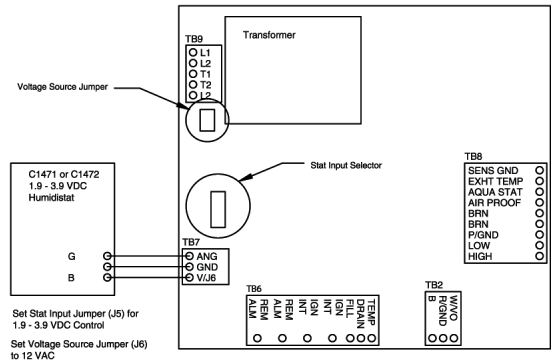 TB9
L1
L2
T1
T2
L2
Transformer
Voltage Source Jumper
Stat Input Selector
C1471 or C1472
1.9 - 3.9 VDC
Humidistat
G
B
TB7
ANG
GND
V/J6
TB8
SENS GND
EXHT TEMP
AQUA STAT
AIR PROOF
BRN
BRN
P/GND
LOW
HIGH
TB6
ALM
REM
ALM
REM
INT
IGN
INT
IGN
FILL
DRAIN
TEMP
TB2
B
R/GND
W/VO
Set Stat Input Jumper (J5) for
1.9 - 3.9 VDC Control
Set Voltage Source Jumper (J6)
to 12 VAC